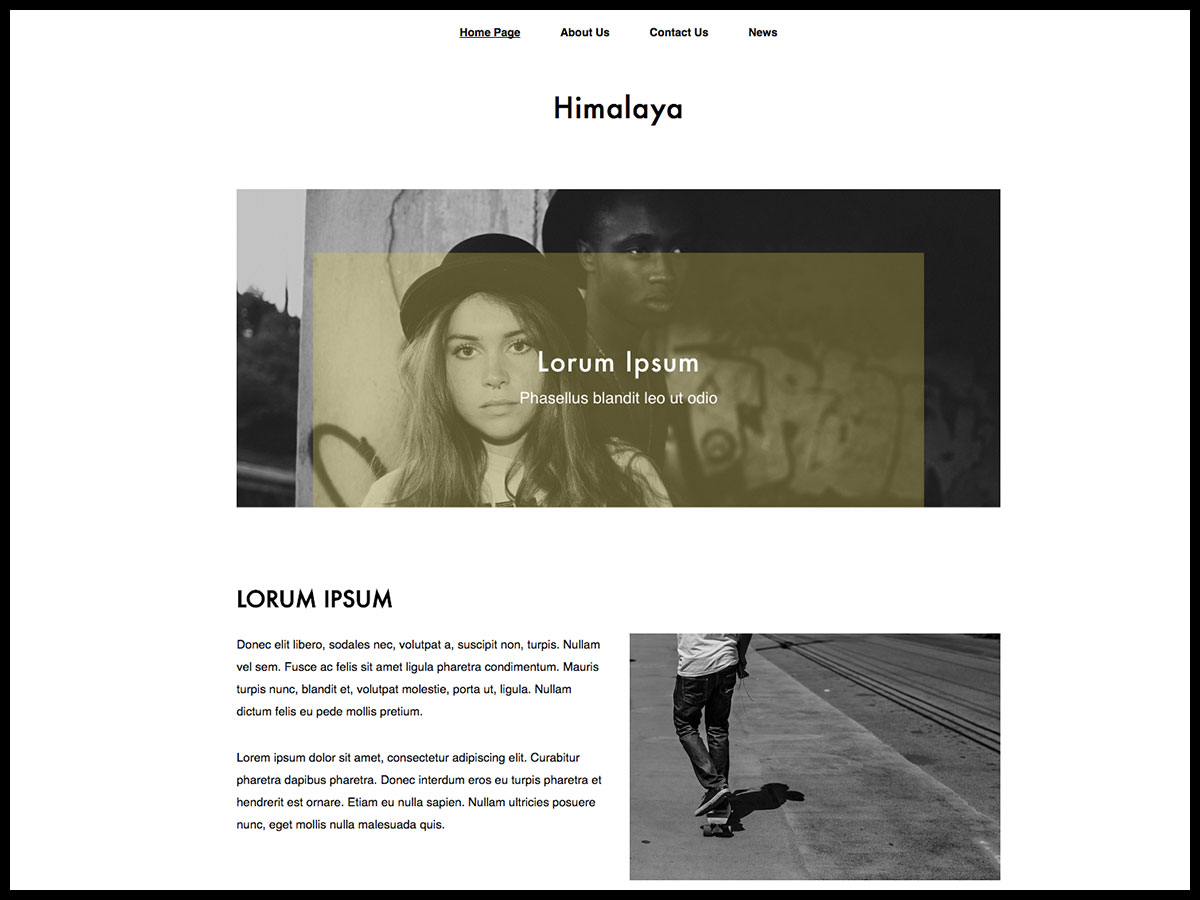 Home Page About Us Contact Us News
Himalaya
Lorum Ipsum
Phasellus blandit leo ut odio
LORUM IPSUM
Donec elit libero, sodales nec, volutpat a, suscipit non, turpis. Nullam
vel sem. Fusce ac felis sit amet ligula pharetra condimentum. Mauris
turpis nunc, blandit et, volutpat molestie, porta ut, ligula. Nullam
dictum felis eu pede mollis pretium.
Lorem ipsum dolor sit amet, consectetur adipiscing elit. Curabitur
pharetra dapibus pharetra. Donec interdum eros eu turpis pharetra et
hendrerit est ornare. Etiam eu nulla sapien. Nullam ultricies posuere
nunc, eget mollis nulla malesuada quis.